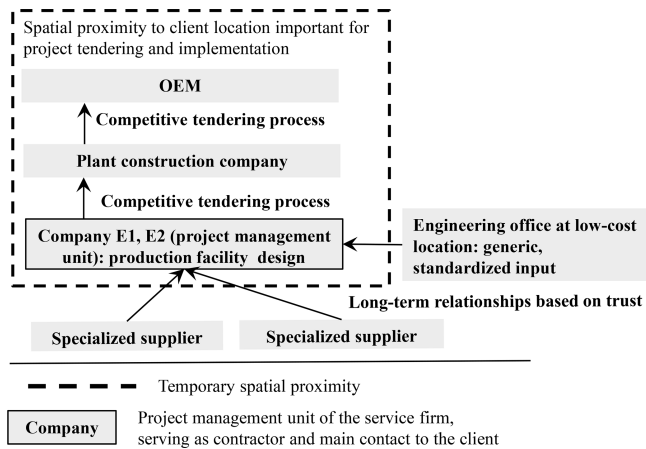 Spatial proximity to client location important for
project tendering and implementation
OEM
Competitive tendering process
Plant construction company
Competitive tendering process
Company E1, E2 (project management
unit): production facility design
Engineering office at low-cost
location: generic,
standardized input
Long-term relationships based on trust
Specialized supplier
Specialized supplier
Temporary spatial proximity
Company
Project management unit of the service firm,
serving as contractor and main contact to the client